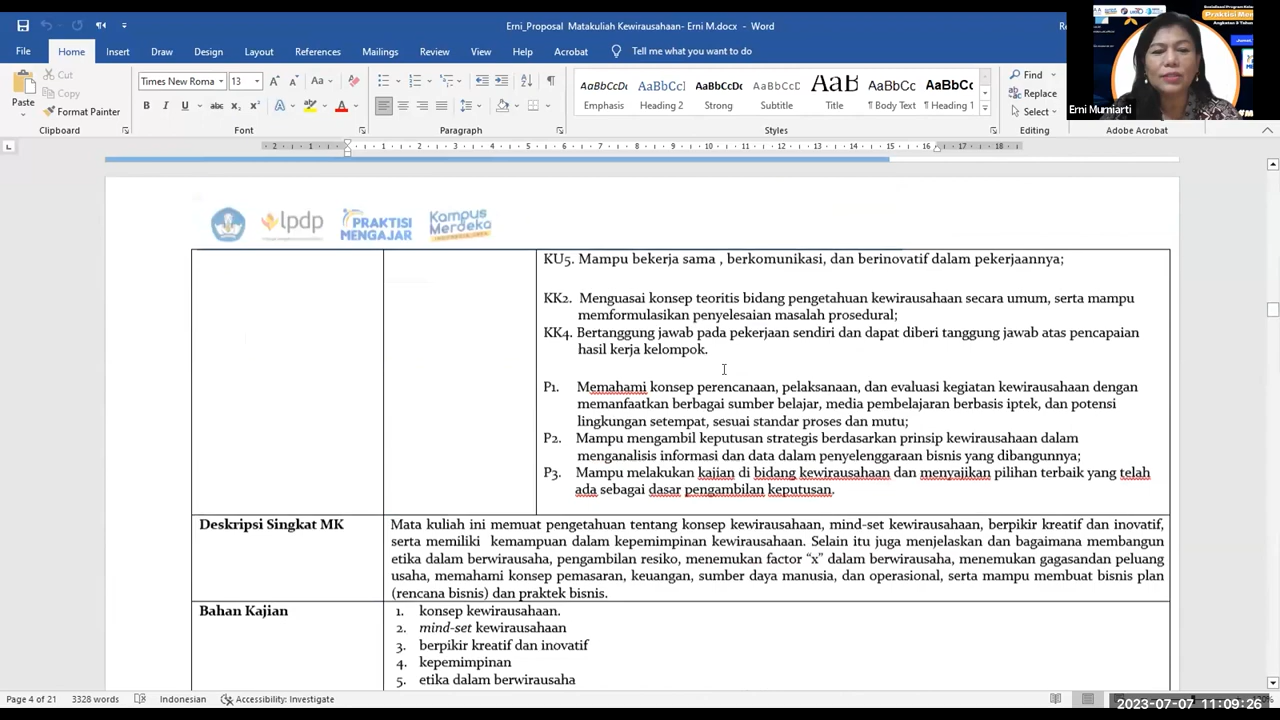 Matakuliah Kewirausahaan- Erni M.docx - Word
File Home Insert Draw Design Layout References Mailings Review View Acrobat Tell me what you want to do
Paste
Cut
Copy
Format Painter
Clipboard
Times New Roma 13
Font
Paragraph
AaBbCcDc AaBbCc AaBbCcDc AaBbCcD AaB AaBbCc AaBbCc
Emphasis Heading 2 Strong Subtitle Title ¶ Body Text ¶ Heading 1
Styles
Find
Replace
Select
Editing
Adobe Acrobat
Erni Murniarti
lpdp
PRAKTISI
MENGAJAR
Kampus
Merdeka
KU5. Mampu bekerja sama , berkomunikasi, dan berinovatif dalam pekerjaannya;
KK2. Menguasai konsep teoritis bidang pengetahuan kewirausahaan secara umum, serta mampu
memformulasikan penyelesaian masalah prosedural;
KK4. Bertanggung jawab pada pekerjaan sendiri dan dapat diberi tanggung jawab atas pencapaian
hasil kerja kelompok.
P1. Memahami konsep perencanaan, pelaksanaan, dan evaluasi kegiatan kewirausahaan dengan
memanfaatkan berbagai sumber belajar, media pembelajaran berbasis iptek, dan potensi
lingkungan setempat, sesuai standar proses dan mutu;
P2. Mampu mengambil keputusan strategis berdasarkan prinsip kewirausahaan dalam
menganalisis informasi dan data dalam penyelenggaraan bisnis yang dibangunnya;
P3. Mampu melakukan kajian di bidang kewirausahaan dan menyajikan pilihan terbaik yang telah
ada sebagai dasar pengambilan keputusan.
Deskripsi Singkat MK
Mata kuliah ini memuat pengetahuan tentang konsep kewirausahaan, mind-set kewirausahaan, berpikir kreatif dan inovatif,
serta memiliki kemampuan dalam kepemimpinan kewirausahaan. Selain itu juga menjelaskan dan bagaimana membangun
etika dalam berwirausaha, pengambilan resiko, menemukan factor “x” dalam berwirausaha, menemukan gagasandan peluang
usaha, memahami konsep pemasaran, keuangan, sumber daya manusia, dan operasional, serta mampu membuat bisnis plan
(rencana bisnis) dan praktek bisnis.
Bahan Kajian
1. konsep kewirausahaan.
2. mind-set kewirausahaan
3. berpikir kreatif dan inovatif
4. kepemimpinan
5. etika dalam berwirausaha
Page 4 of 21 3328 words Indonesian Accessibility: Investigate
2023-07-07 11:09:26